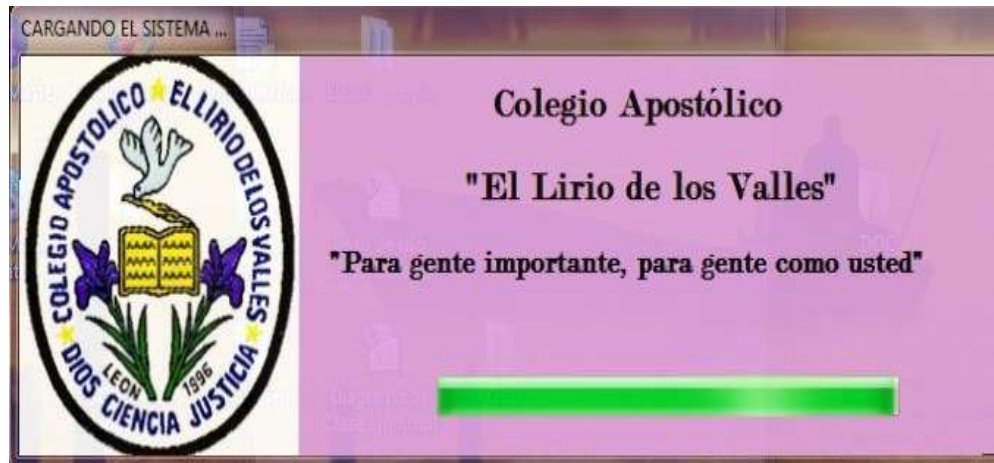 CARGANDO EL SISTEMA ...
COLEGIO APOSTOLICO EL LIRIO DE LOS VALLES
LEON 1996
DIOS CIENCIA JUSTICIA
Colegio Apostólico
"El Lirio de los Valles"
"Para gente importante, para gente como usted"
DOC